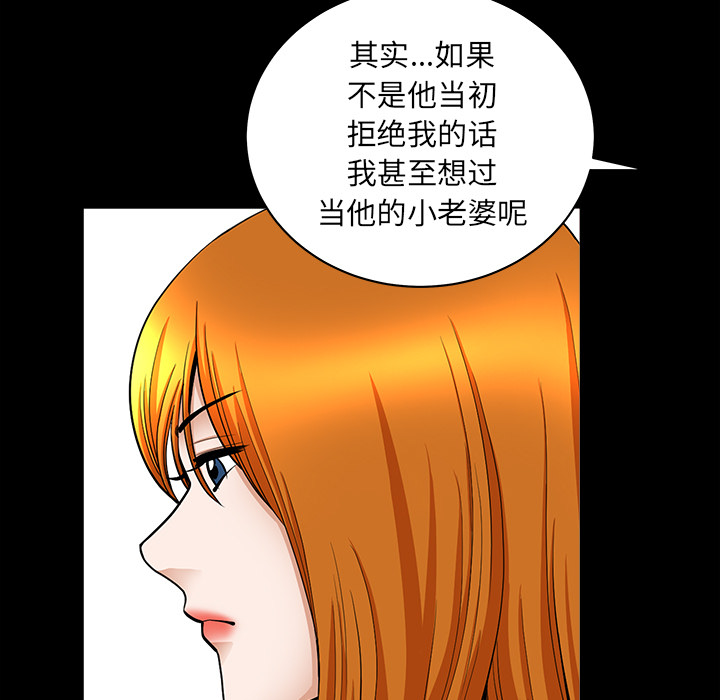 其实...如果
不是他当初
拒绝我的话
我甚至想过
当他的小老婆呢